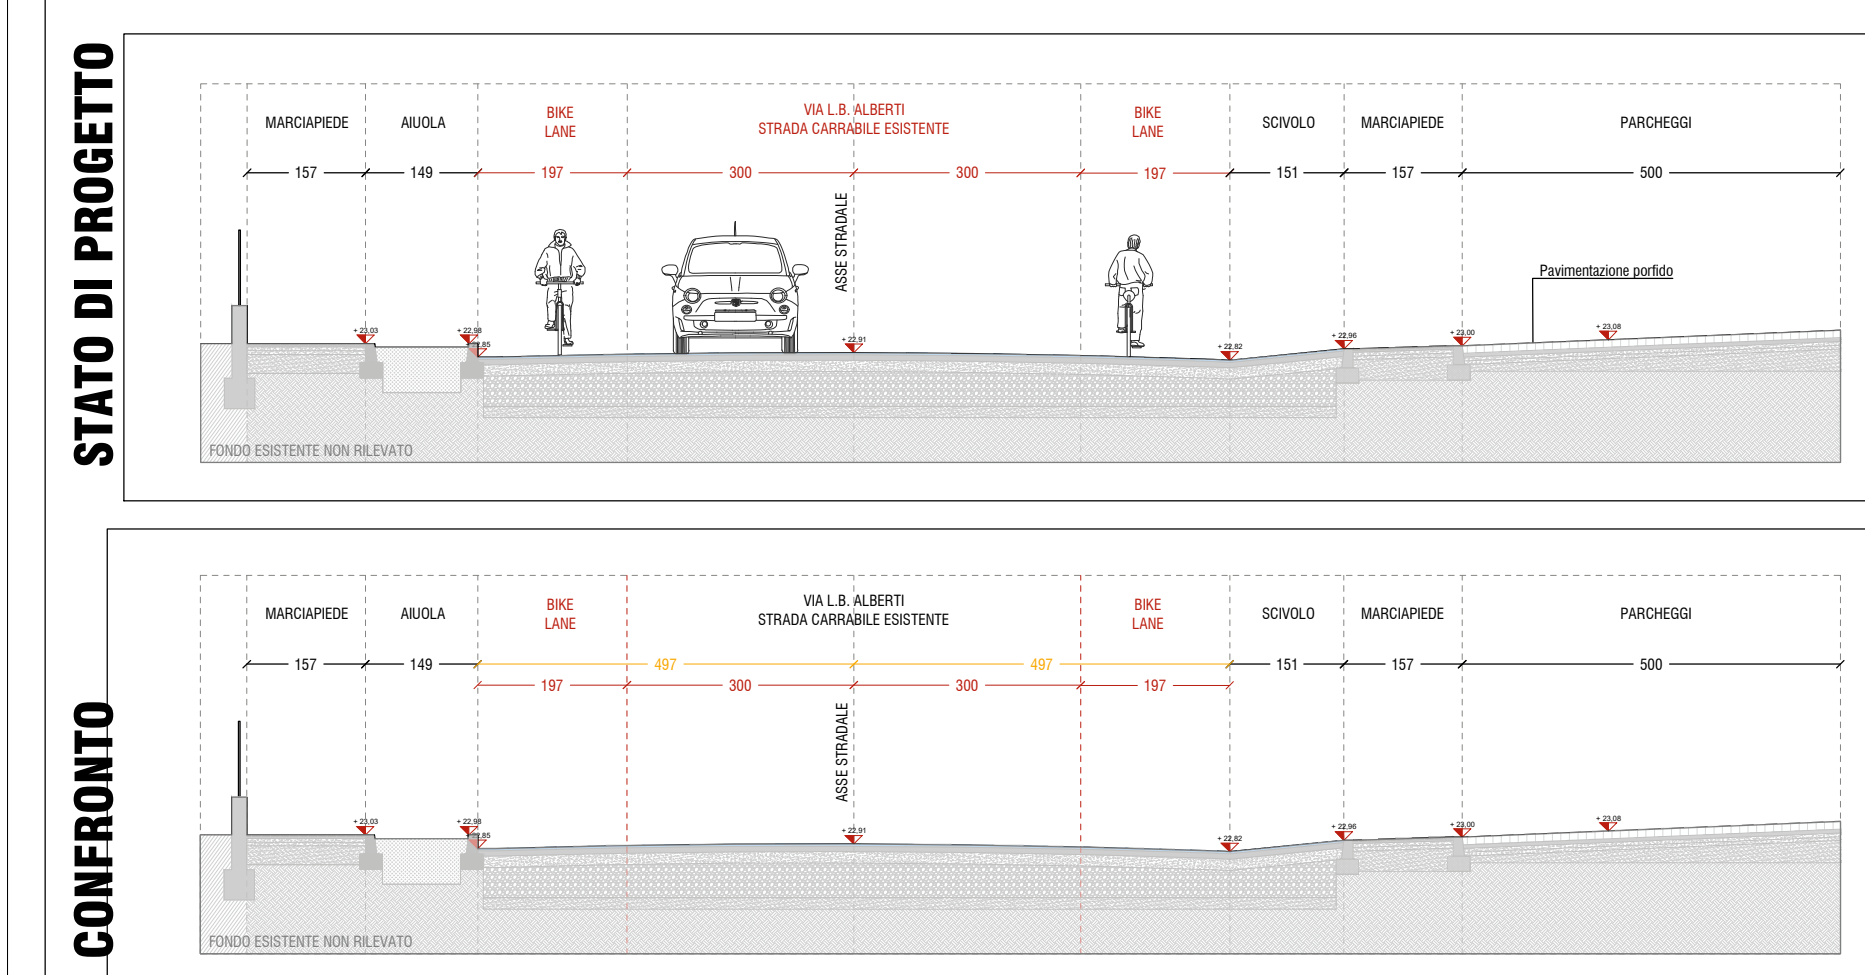 STATO DI PROGETTO
MARCIAPIEDE
AIUOLA
BIKE
LANE
VIA L.B. ALBERTI
STRADA CARRABILE ESISTENTE
BIKE
LANE
SCIVOLO
MARCIAPIEDE
PARCHEGGI
157
149
197
300
300
197
151
157
500
ASSE STRADALE
Pavimentazione porfido
+ 23,03
+ 22,98
22,85
+ 22,91
+ 22,82
+ 22,96
+ 23,00
+ 23,08
FONDO ESISTENTE NON RILEVATO
CONFRONTO
MARCIAPIEDE
AIUOLA
BIKE
LANE
VIA L.B. ALBERTI
STRADA CARRABILE ESISTENTE
BIKE
LANE
SCIVOLO
MARCIAPIEDE
PARCHEGGI
157
149
497
497
151
157
500
197
300
300
197
ASSE STRADALE
+ 23,03
+ 22,98
22,85
+ 22,91
+ 22,82
+ 22,96
+ 23,00
+ 23,08
FONDO ESISTENTE NON RILEVATO